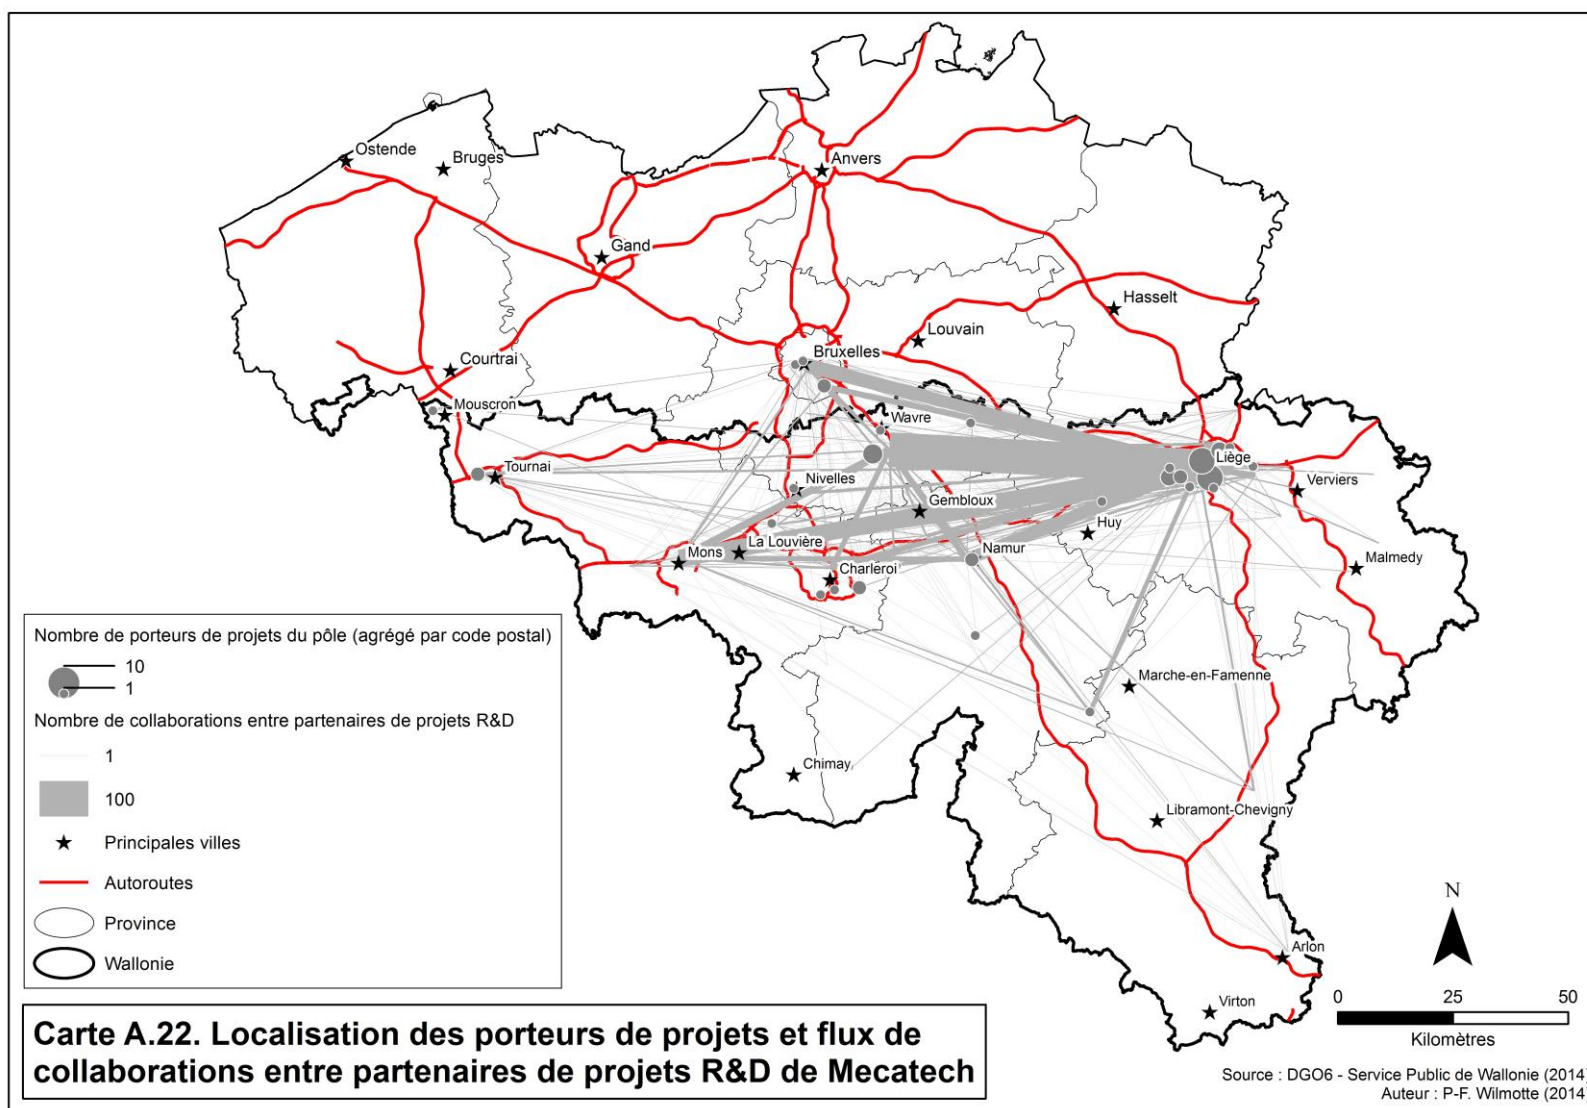 Ostende
Bruges
Anvers
Gand
Hasselt
Louvain
Bruxelles
Courtrai
Mouscron
Wavre
Liège
Tournai
Nivelles
Verviers
Gembloux
Huy
La Louvière
Namur
Mons
Malmedy
Charleroi
Marche-en-Famenne
Chimay
Libramont-Chevigny
Arlon
Virton
Nombre de porteurs de projets du pôle (agrégé par code postal)
10
1
Nombre de collaborations entre partenaires de projets R&D
1
100
Principales villes
Autoroutes
Province
Wallonie
N
0 25 50
Kilomètres
Carte A.22. Localisation des porteurs de projets et flux de
collaborations entre partenaires de projets R&D de Mecatech
Source : DGO6 - Service Public de Wallonie (2014)
Auteur : P-F. Wilmotte (2014)